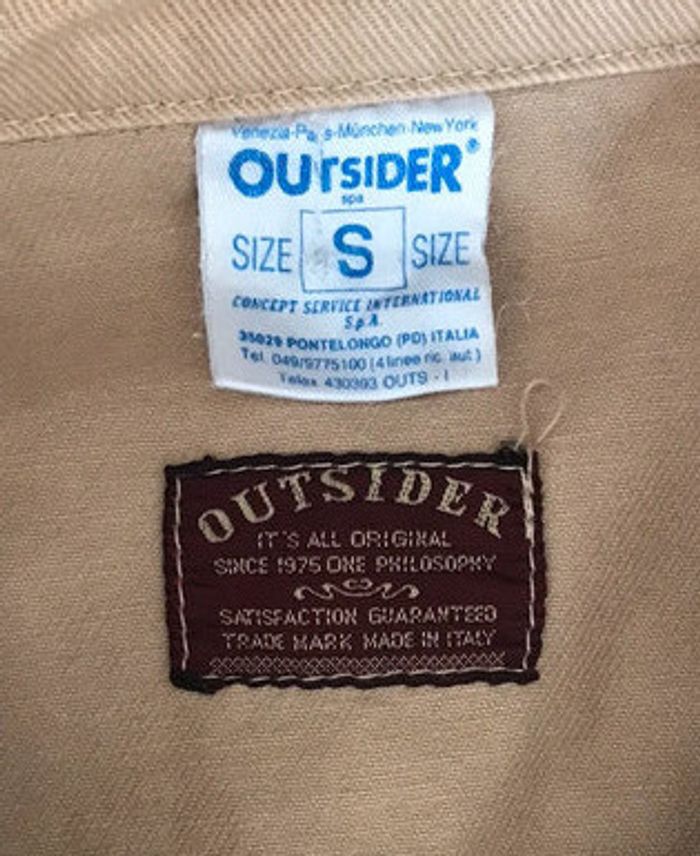 Venezia-Paris-München-New York
OUTSIDER®
spa
SIZE S SIZE
CONCEPT SERVICE INTERNATIONAL
S.p.A.
35029 PONTELONGO (PD) ITALIA
Tel. 049/9775100 (4 linee ric. aut.)
Telex 430393 OUTS - I
OUTSIDER
IT'S ALL ORIGINAL
SINCE 1975 ONE PHILOSOPHY
SATISFACTION GUARANTEED
TRADE MARK MADE IN ITALY